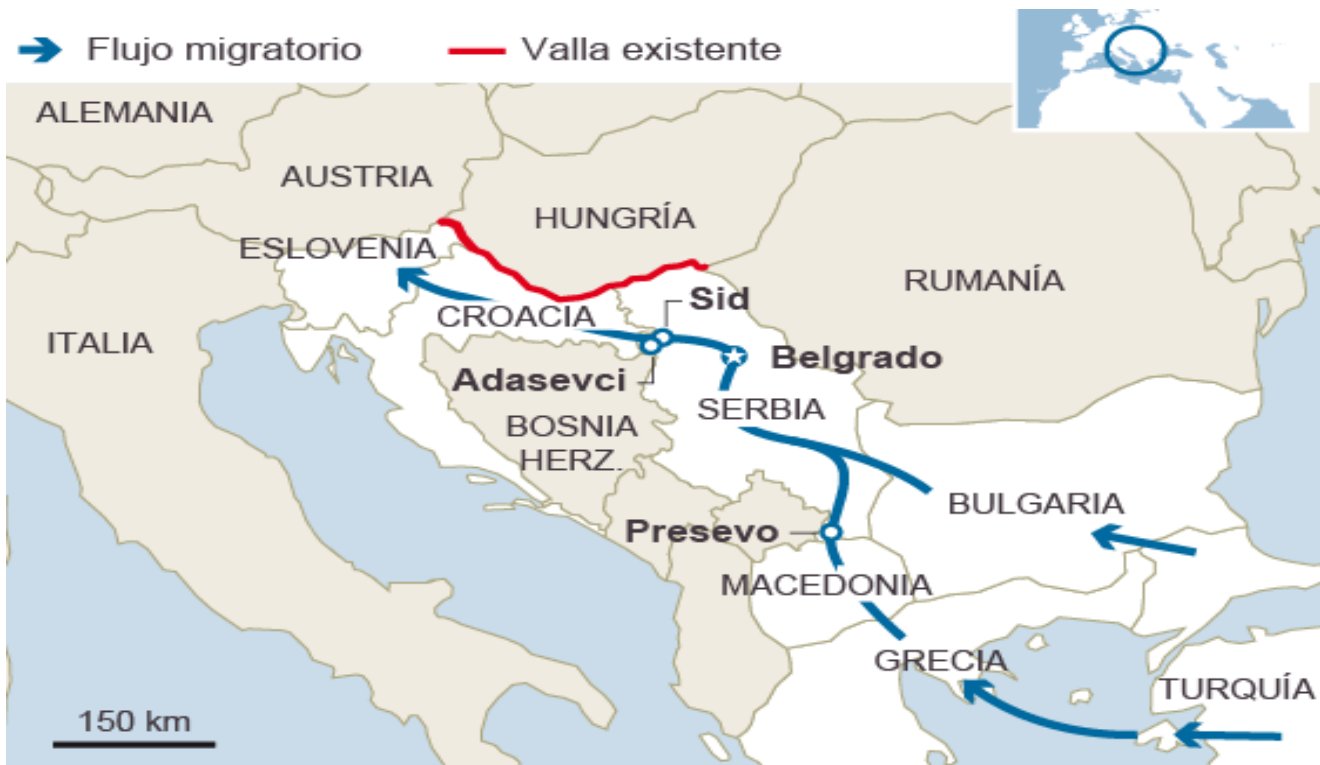 Flujo migratorio
Valla existente
ALEMANIA
AUSTRIA
HUNGRÍA
ESLOVENIA
RUMANÍA
Sid
CROACIA
ITALIA
Belgrado
Adasevci
SERBIA
BOSNIA
HERZ.
BULGARIA
Presevo
MACEDONIA
GRECIA
TURQUÍA
150 km